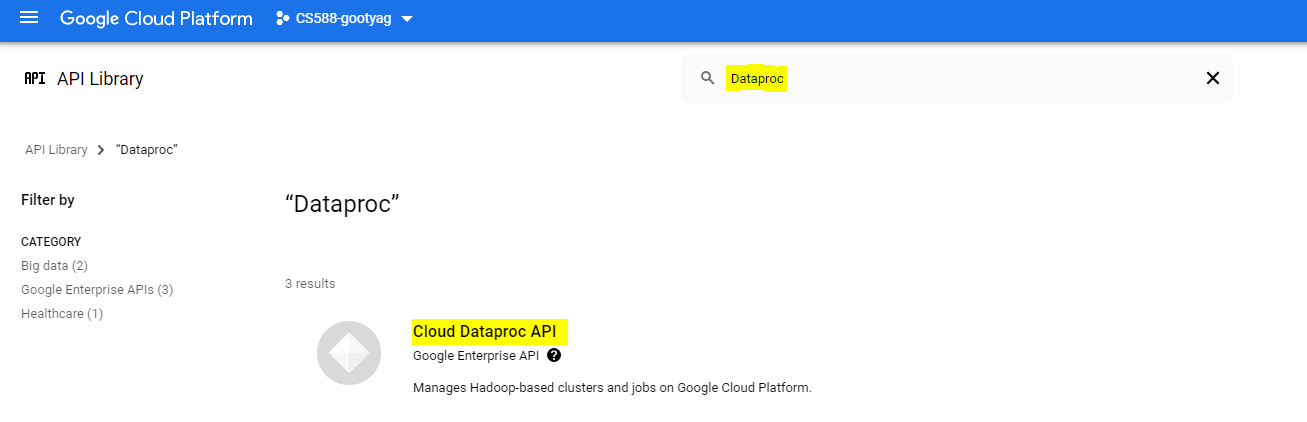 Google Cloud Platform CS588-gootyag
API API Library
Dataproc
API Library > “Dataproc”
Filter by
“Dataproc”
CATEGORY
Big data (2)
Google Enterprise APIs (3)
Healthcare (1)
3 results
Cloud Dataproc API
Google Enterprise API ?
Manages Hadoop-based clusters and jobs on Google Cloud Platform.